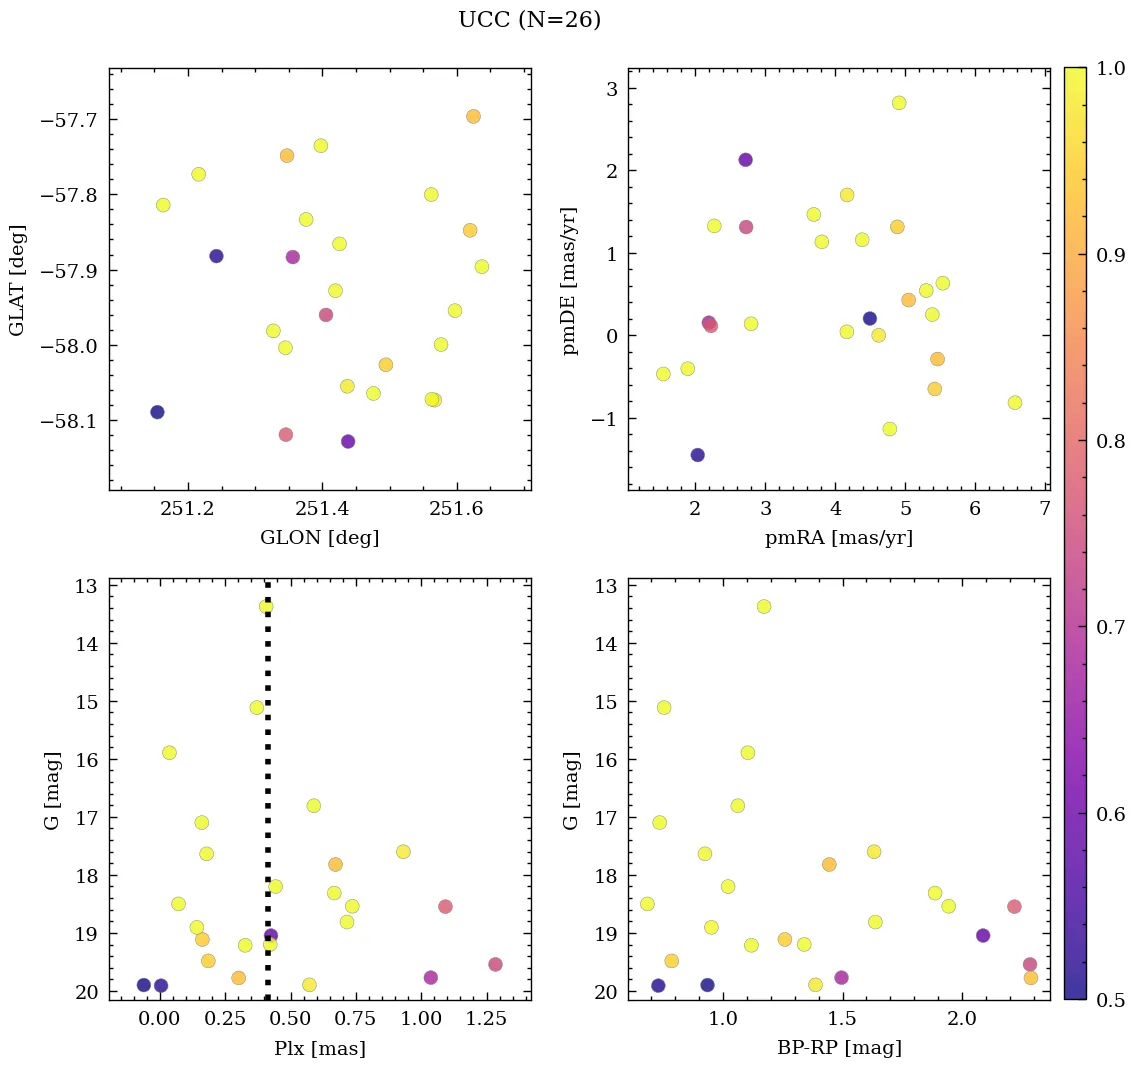 UCC (N=26)
−57.7
−57.8
−57.9
−58.0
−58.1
GLAT [deg]
251.2 251.4 251.6
GLON [deg]
3
2
1
0
−1
pmDE [mas/yr]
2 3 4 5 6 7
pmRA [mas/yr]
13
14
15
16
17
18
19
20
G [mag]
0.00 0.25 0.50 0.75 1.00 1.25
Plx [mas]
13
14
15
16
17
18
19
20
G [mag]
1.0 1.5 2.0
BP-RP [mag]
1.0
0.9
0.8
0.7
0.6
0.5